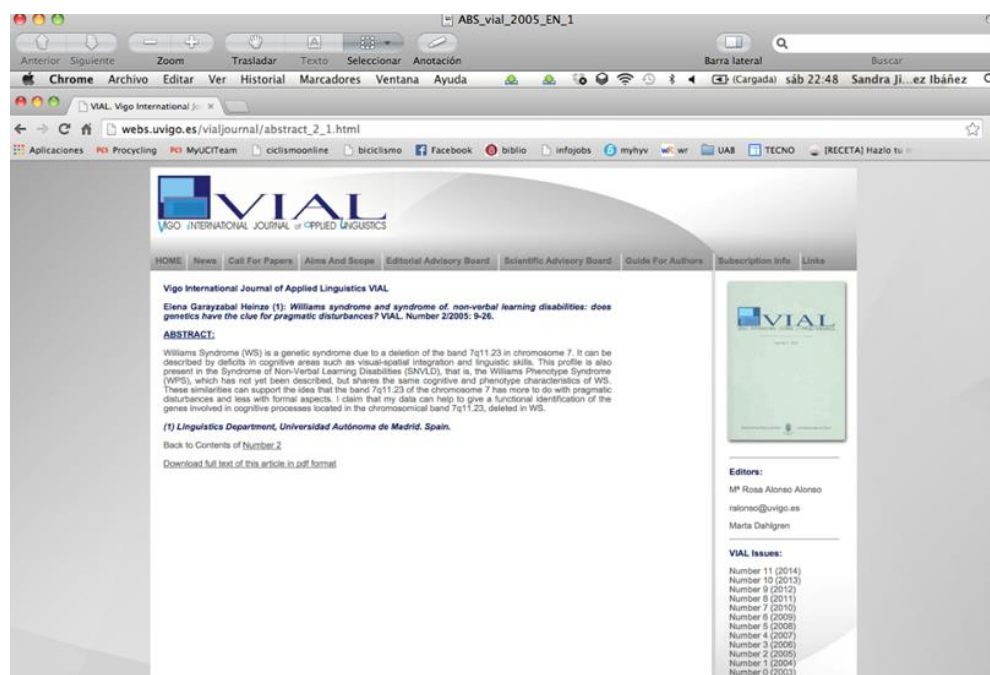 ABS_vial_2005_EN_1
Anterior Siguiente Zoom Trasladar Texto Seleccionar Anotación Barra lateral Buscar
Chrome Archivo Editar Ver Historial Marcadores Ventana Ayuda (Cargada) sáb 22:48 Sandra Ji...ez Ibáñez
VIAL. Vigo International Jo
webs.uvigo.es/vialjournal/abstract_2_1.html
Aplicaciones PCS Procycling PCS MyUCITeam ciclismoonline biciclismo Facebook biblio infojobs myhyv wr UAB TECNO [RECETA] Hazlo tu
VIAL
VIGO INTERNATIONAL JOURNAL OF APPLIED LINGUISTICS
HOME News Call For Papers Aims And Scope Editorial Advisory Board Scientific Advisory Board Guide For Authors Subscription Info Links
Vigo International Journal of Applied Linguistics VIAL
Elena Garayzabal Heinze (1): Williams syndrome and syndrome of. non-verbal learning disabilities: does
genetics have the clue for pragmatic disturbances? VIAL. Number 2/2005: 9-26.
ABSTRACT:
Williams Syndrome (WS) is a genetic syndrome due to a deletion of the band 7q11.23 in chromosome 7. It can be
described by deficits in cognitive areas such as visual-spatial integration and linguistic skills. This profile is also
present in the Syndrome of Non-Verbal Learning Disabilities (SNVLD), that is, the Williams Phenotype Syndrome
(WPS), which has not yet been described, but shares the same cognitive and phenotype characteristics of WS.
These similarities can support the idea that the band 7q11.23 of the chromosome 7 has more to do with pragmatic
disturbances and less with formal aspects. I claim that my data can help to give a functional identification of the
genes involved in cognitive processes located in the chromosomical band 7q11.23, deleted in WS.
(1) Linguistics Department, Universidad Autónoma de Madrid. Spain.
Back to Contents of Number 2
Download full text of this article in pdf format
VIAL
Editors:
Mª Rosa Alonso Alonso
ralonso@uvigo.es
Marta Dahlgren
VIAL Issues:
Number 11 (2014)
Number 10 (2013)
Number 9 (2012)
Number 8 (2011)
Number 7 (2010)
Number 6 (2009)
Number 5 (2008)
Number 4 (2007)
Number 3 (2006)
Number 2 (2005)
Number 1 (2004)
Number 0 (2003)